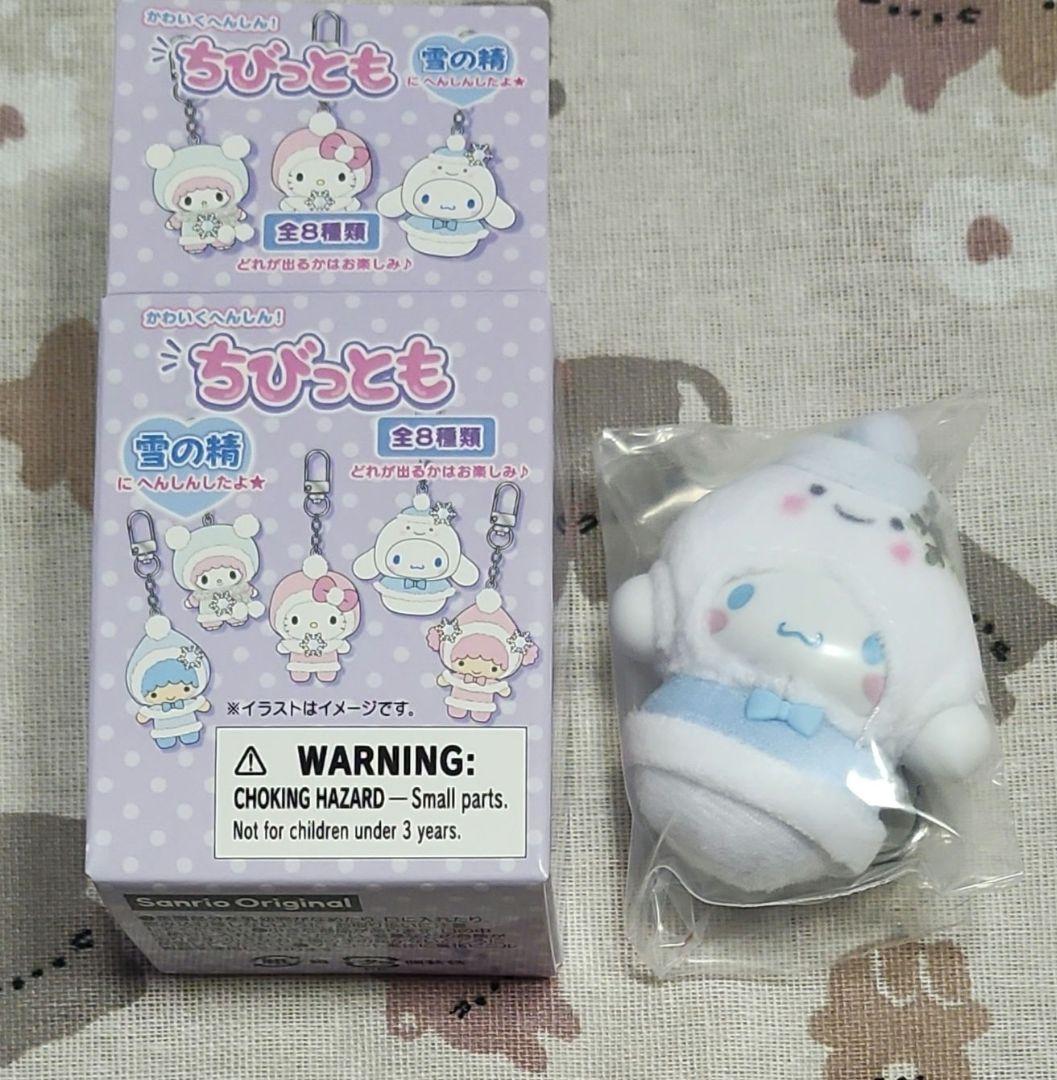 かわいくへんしん！
ちびっとも
雪の精
にへんしんしたよ★
全8種類
どれが出るかはお楽しみ♪
かわいくへんしん！
ちびっとも
雪の精
にへんしんしたよ★
全8種類
どれが出るかはお楽しみ♪
※イラストはイメージです。
WARNING:
CHOKING HAZARD — Small parts.
Not for children under 3 years.
Sanrio Original